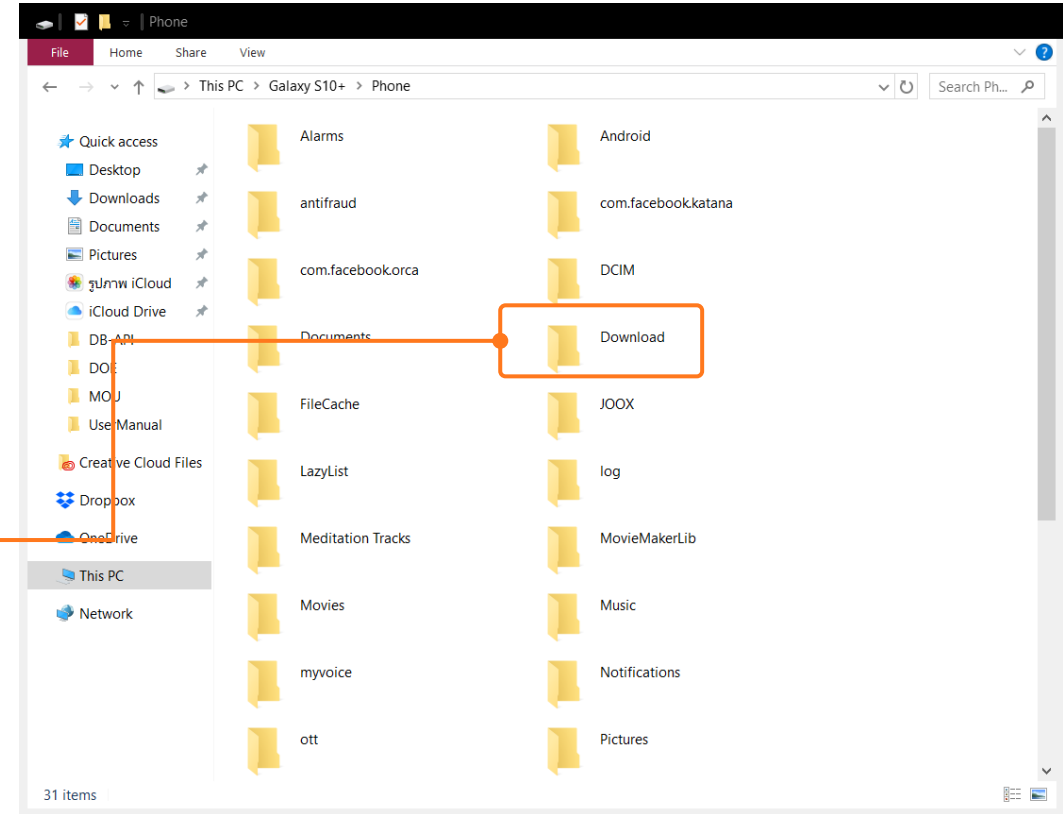 Phone
File Home Share View
This PC > Galaxy S10+ > Phone
Search Ph...
Quick access
Desktop
Downloads
Documents
Pictures
รูปภาพ iCloud
iCloud Drive
DB-API
DOE
MOU
UserManual
Creative Cloud Files
Dropbox
OneDrive
This PC
Network
Alarms Android
antifraud com.facebook.katana
com.facebook.orca DCIM
Documents Download
FileCache JOOX
LazyList log
Meditation Tracks MovieMakerLib
Movies Music
myvoice Notifications
ott Pictures
31 items